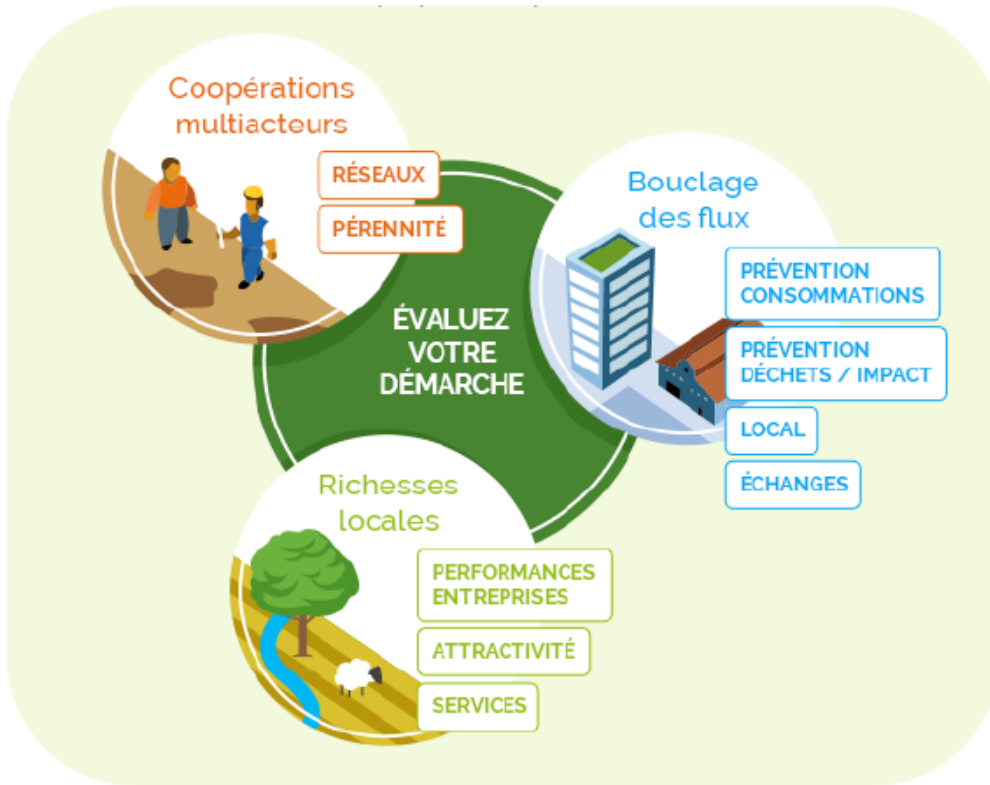 Coopérations
multiacteurs
RÉSEAUX
PÉRENNITÉ
Bouclage
des flux
PRÉVENTION
CONSOMMATIONS
PRÉVENTION
DÉCHETS / IMPACT
LOCAL
ÉCHANGES
ÉVALUEZ
VOTRE
DÉMARCHE
Richesses
locales
PERFORMANCES
ENTREPRISES
ATTRACTIVITÉ
SERVICES